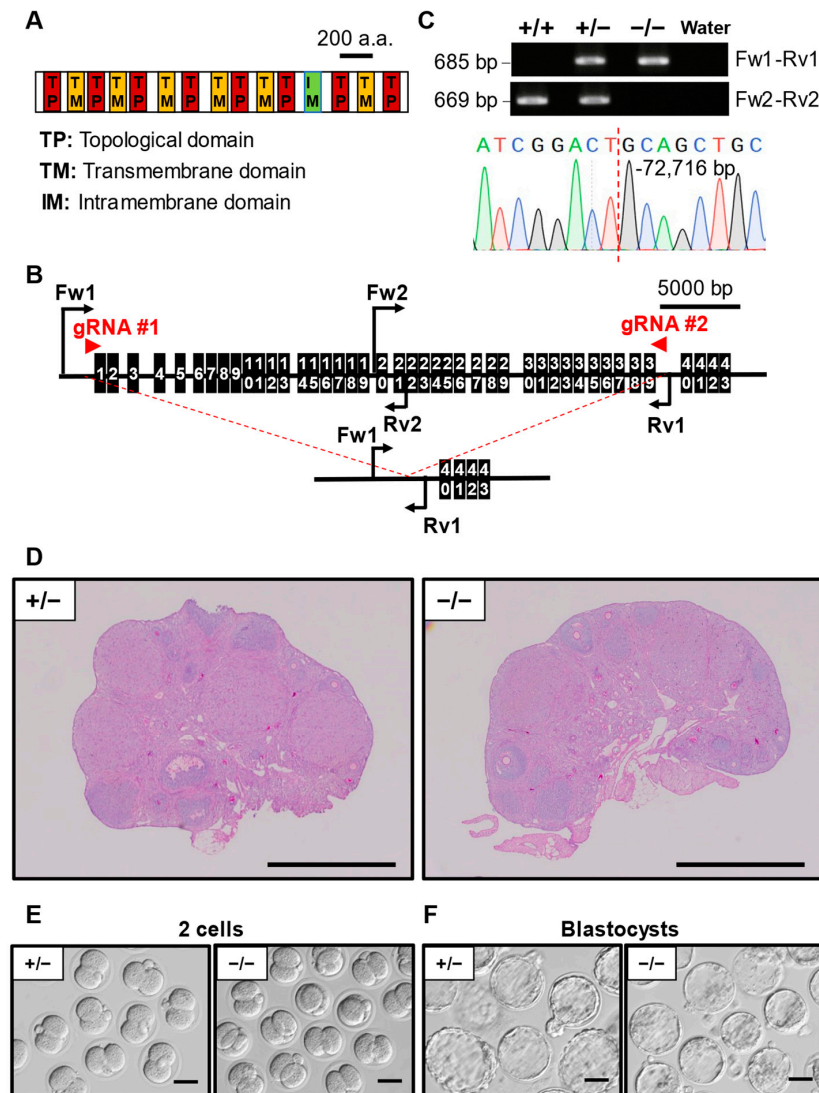 A
200 a.a.
T T T T T T T T T T T I T T T
P M P M P M P M P M P M P M P
TP: Topological domain
TM: Transmembrane domain
IM: Intramembrane domain
C
+/+ +/− −/− Water
685 bp Fw1-Rv1
669 bp Fw2-Rv2
ATCGGACTGCAGCTGC
-72,716 bp
B
5000 bp
Fw1 Fw2
gRNA #1 gRNA #2
1 2 3 4 5 6 7 8 9 10 11 12 13 14 15 16 17 18 19 20 21 22 23 24 25 26 27 28 29 30 31 32 33 34 35 36 37 38 39 40 41 42 43
Rv2 Rv1
Fw1
40 41 42 43
Rv1
D
+/− −/−
E
2 cells
+/− −/−
F
Blastocysts
+/− −/−